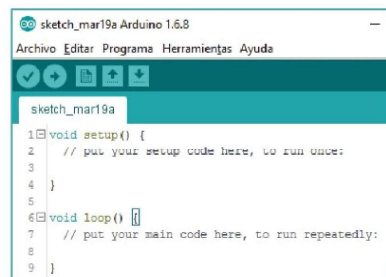 sketch_mar19a Arduino 1.6.8
Archivo Editar Programa Herramientas Ayuda
sketch_mar19a
1 void setup() {
2 // put your setup code here, to run once:
3
4 }
5
6 void loop() {
7 // put your main code here, to run repeatedly:
8
9 }